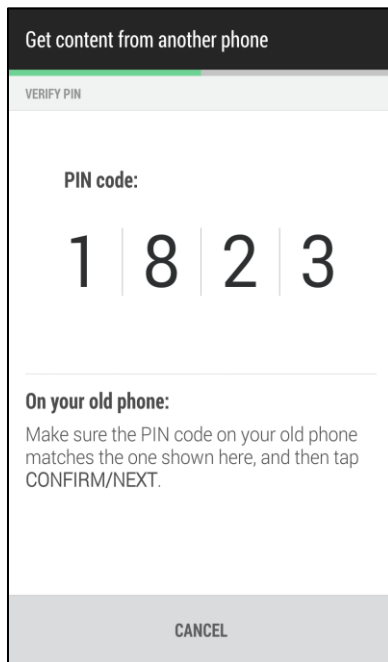 Get content from another phone
VERIFY PIN
PIN code:
1 8 2 3
On your old phone:
Make sure the PIN code on your old phone
matches the one shown here, and then tap
CONFIRM/NEXT.
CANCEL